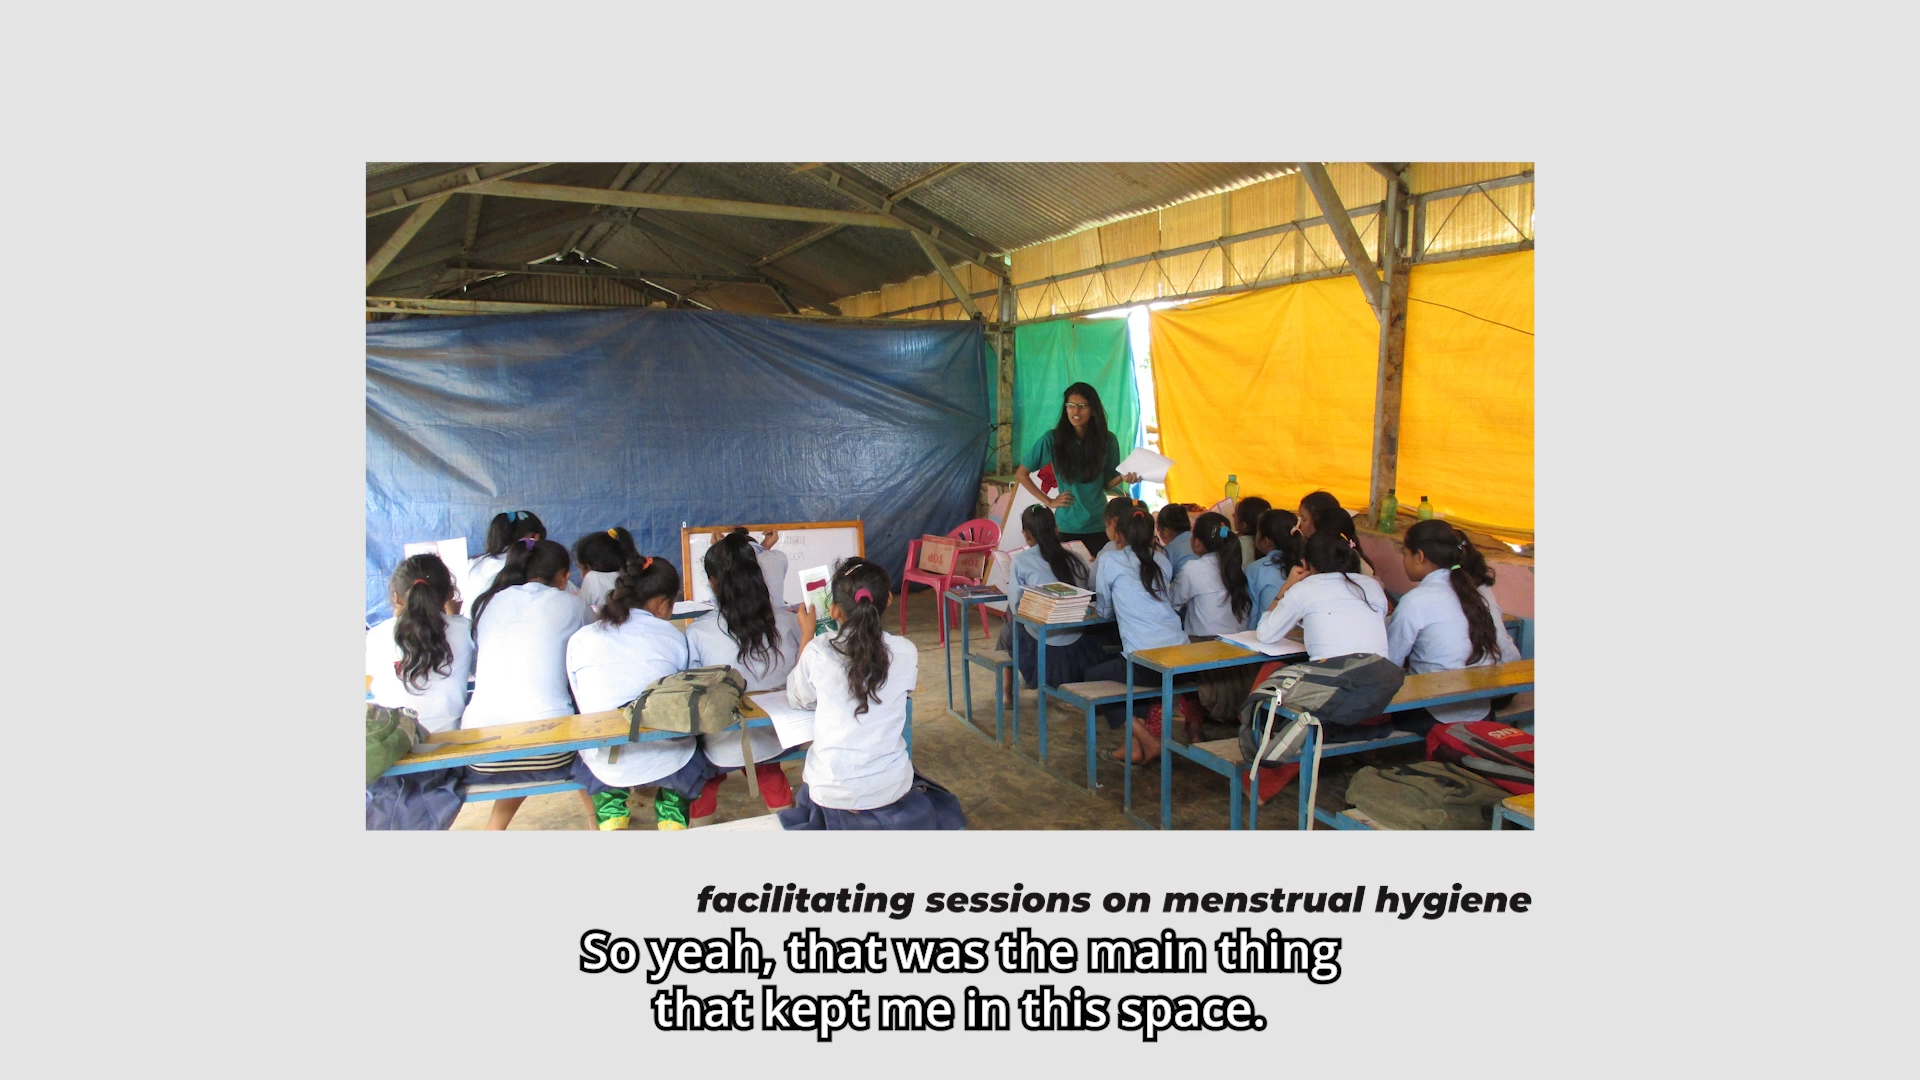 facilitating sessions on menstrual hygiene
So yeah, that was the main thing
that kept me in this space.